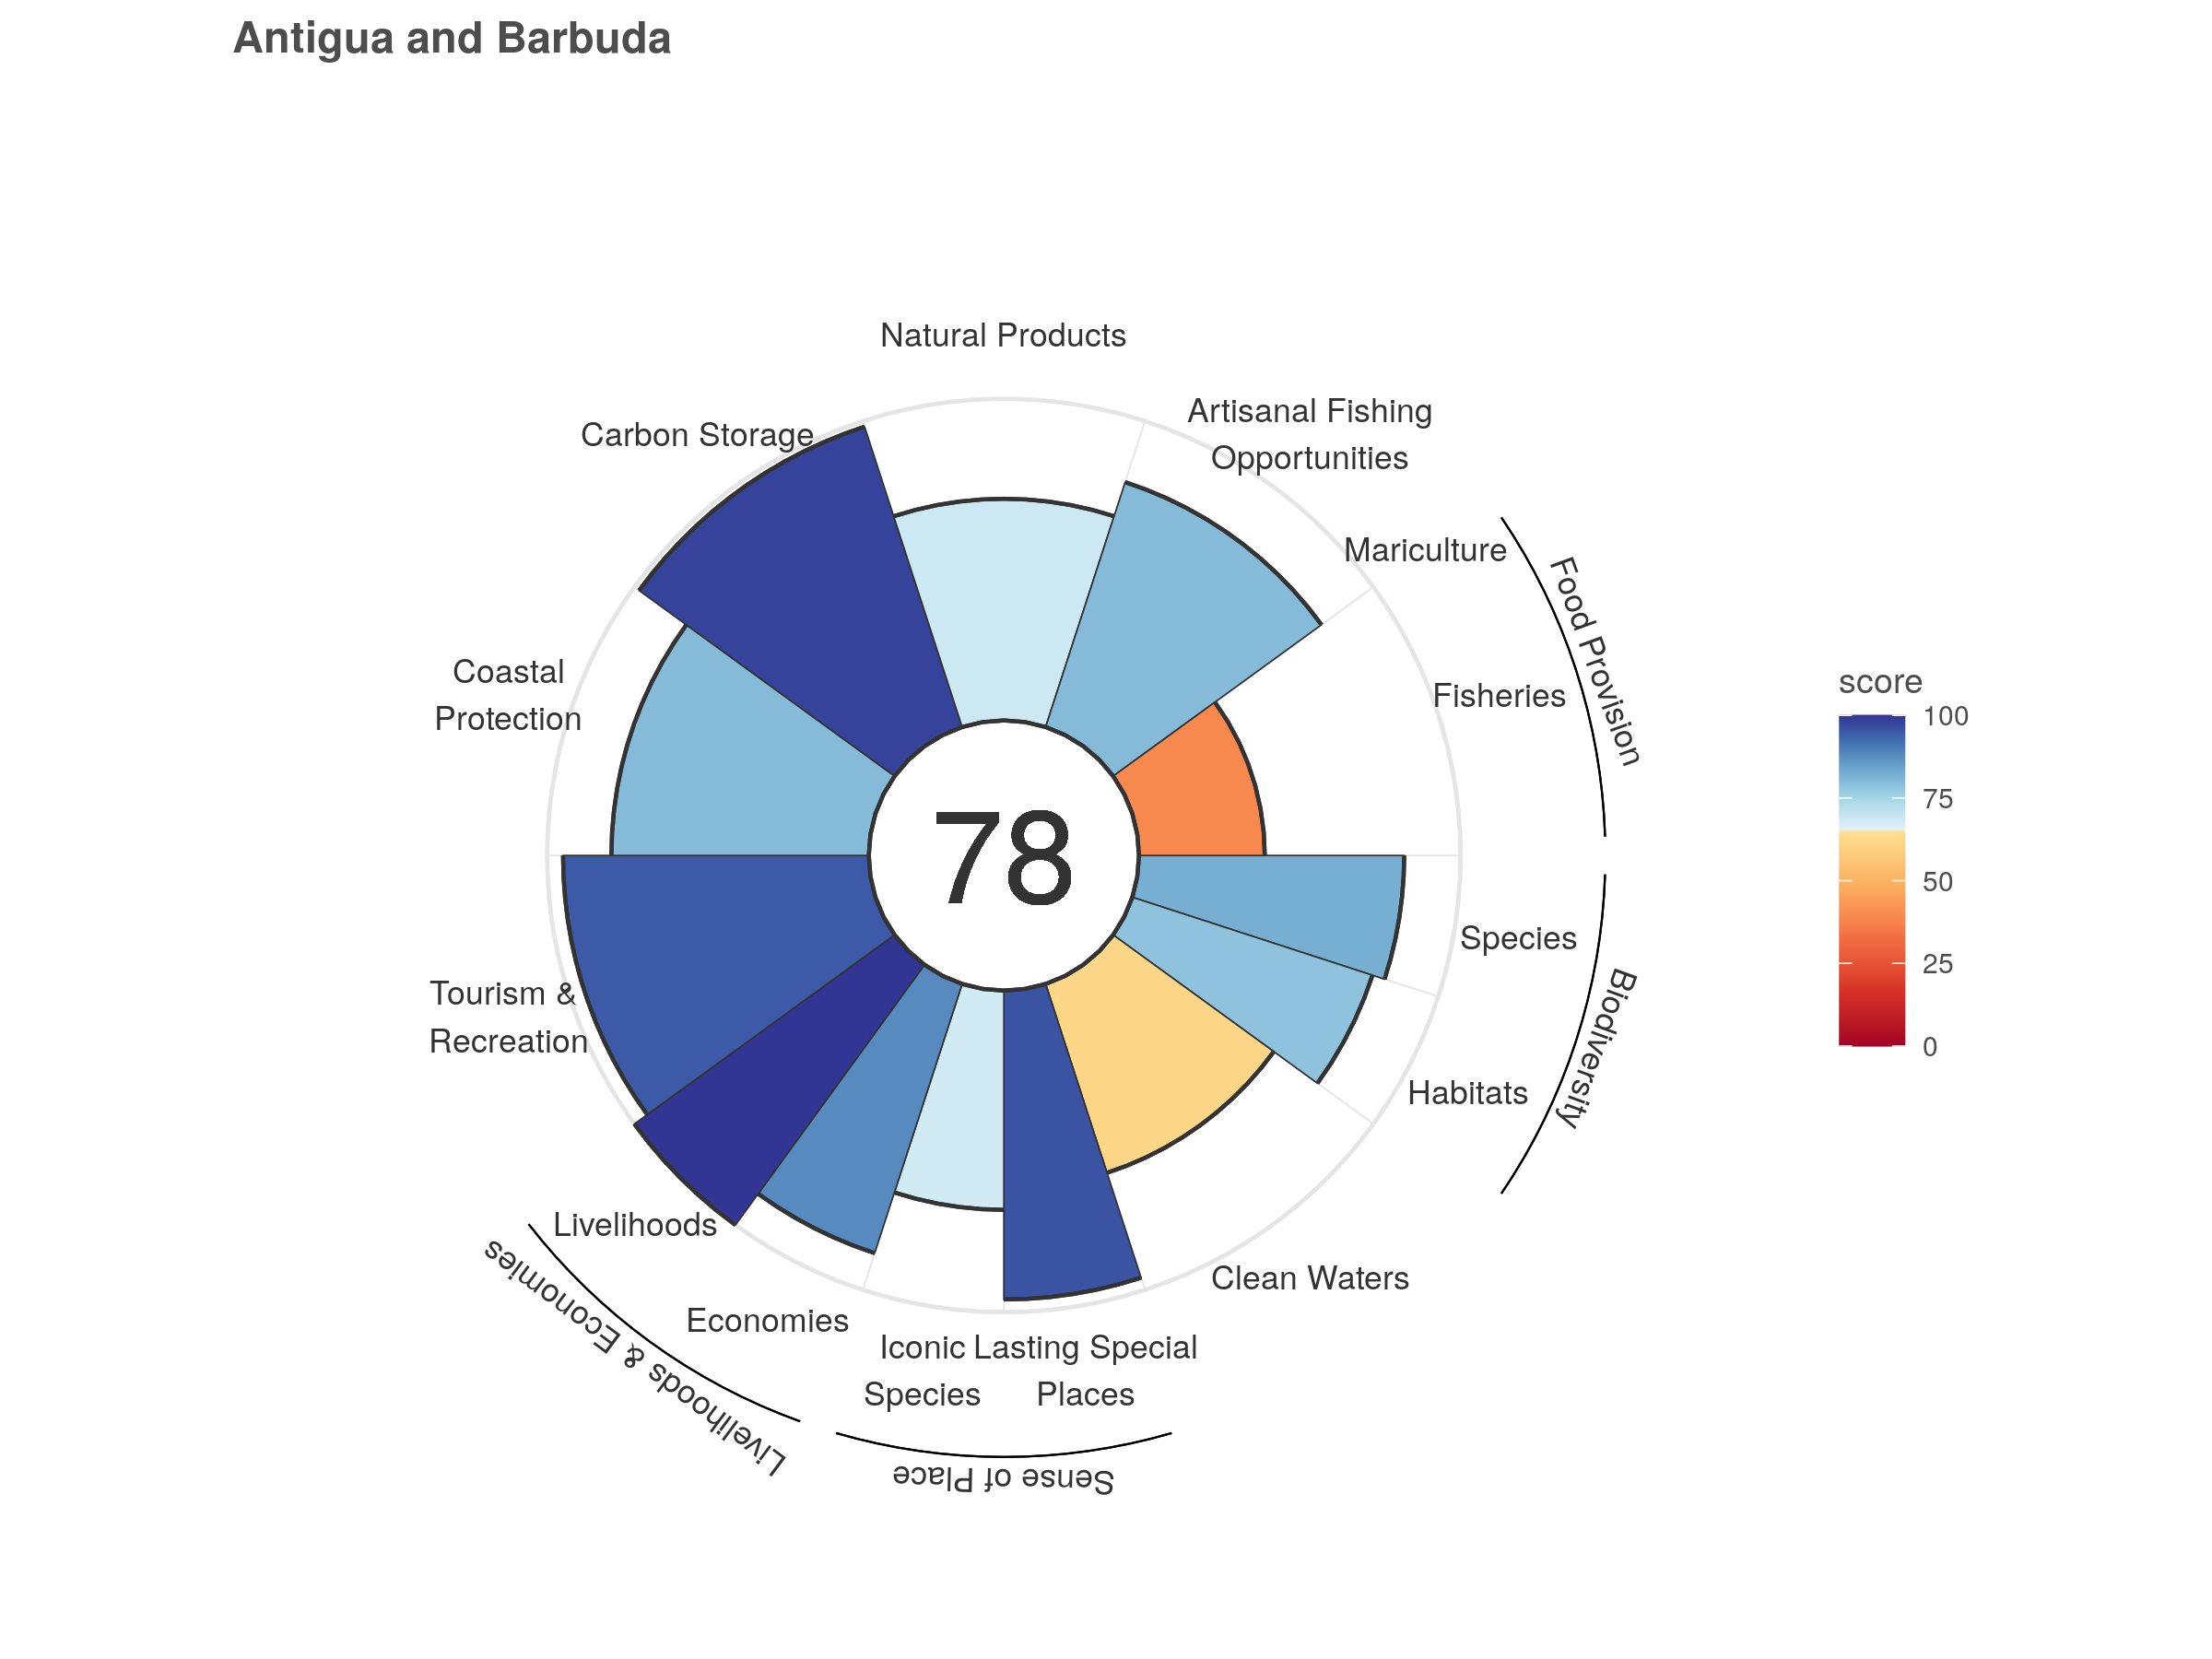 Antigua and Barbuda
Natural Products
Artisanal Fishing
Opportunities
Carbon Storage
Mariculture
Food Provision
Fisheries
Coastal
Protection
78
Species
Biodiversity
Habitats
Tourism &
Recreation
Livelihoods
Livelihoods & Economies
Economies
Clean Waters
Iconic
Species
Lasting Special
Places
Sense of Place
score
100
75
50
25
0